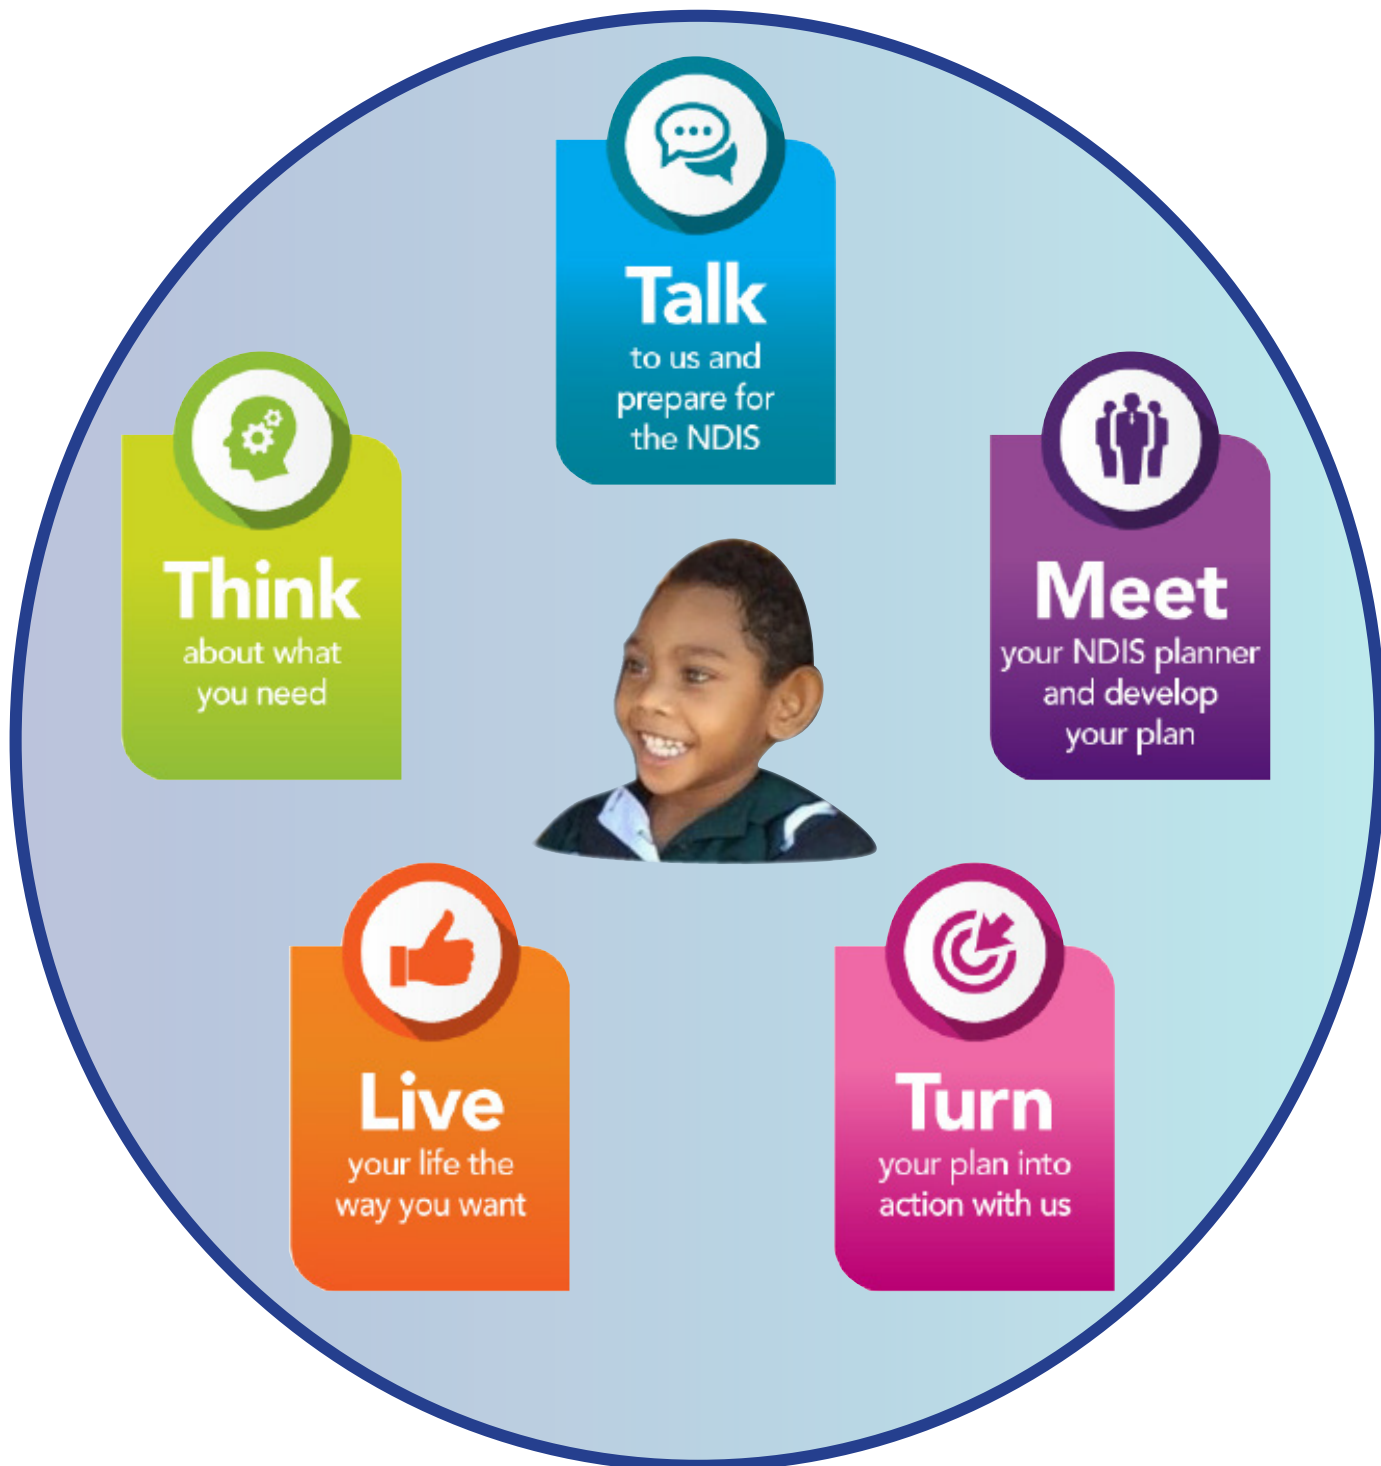 Talk
to us and
prepare for
the NDIS
Think
about what
you need
Meet
your NDIS planner
and develop
your plan
Live
your life the
way you want
Turn
your plan into
action with us